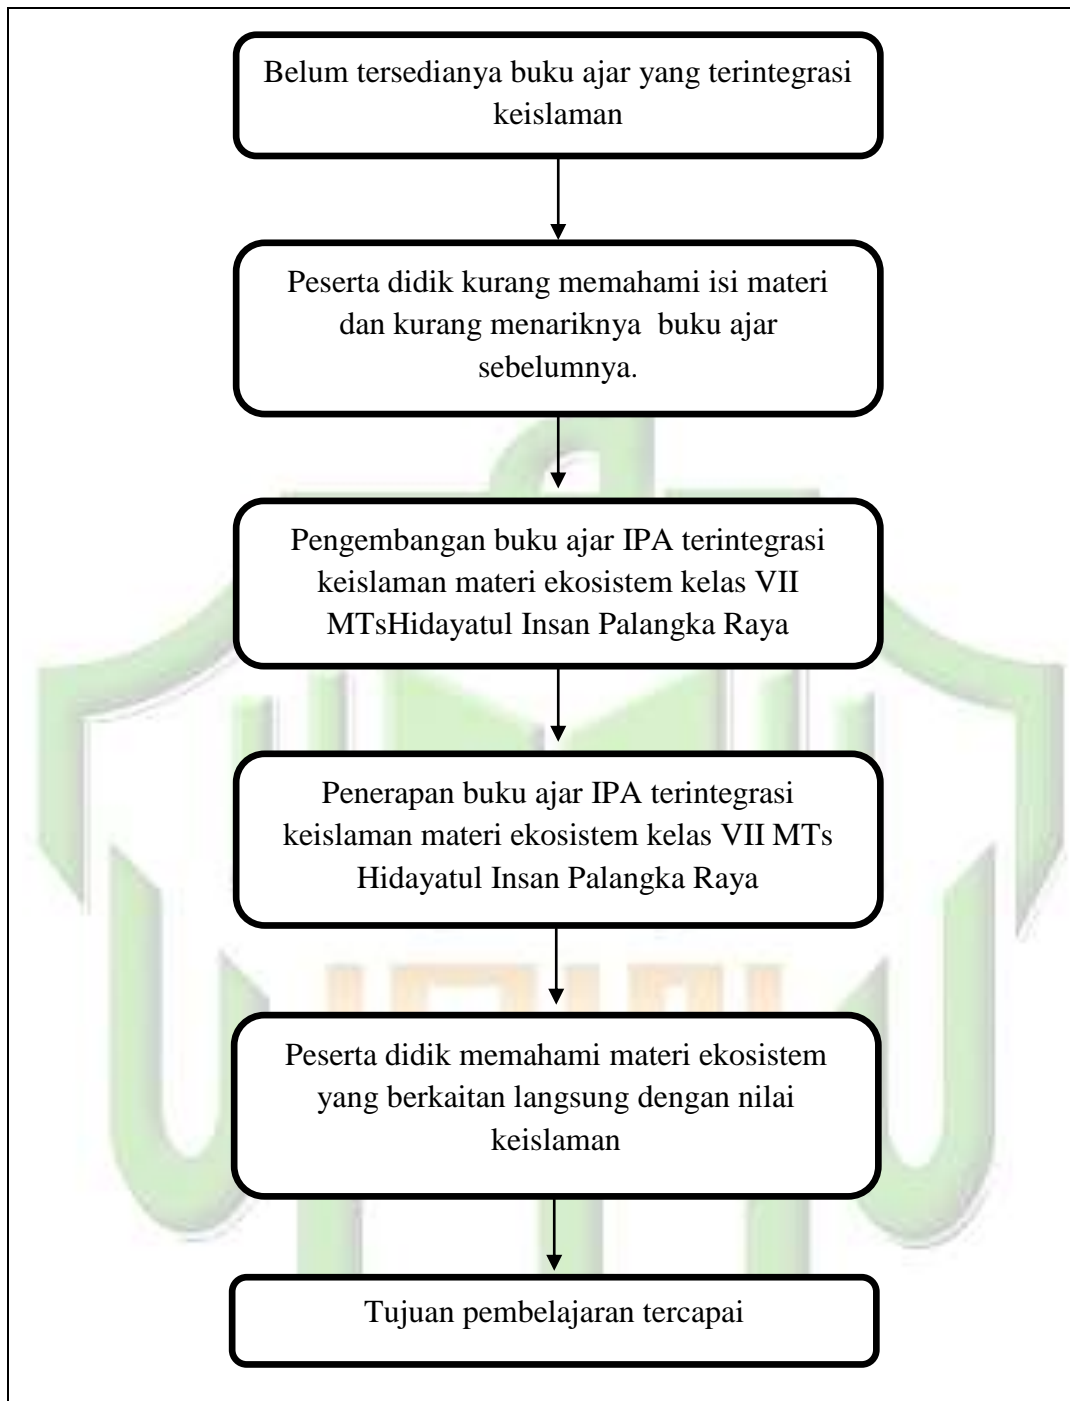 Belum tersedianya buku ajar yang terintegrasi
keislaman
Peserta didik kurang memahami isi materi
dan kurang menariknya buku ajar
sebelumnya.
Pengembangan buku ajar IPA terintegrasi
keislaman materi ekosistem kelas VII
MTsHidayatul Insan Palangka Raya
Penerapan buku ajar IPA terintegrasi
keislaman materi ekosistem kelas VII MTs
Hidayatul Insan Palangka Raya
Peserta didik memahami materi ekosistem
yang berkaitan langsung dengan nilai
keislaman
Tujuan pembelajaran tercapai